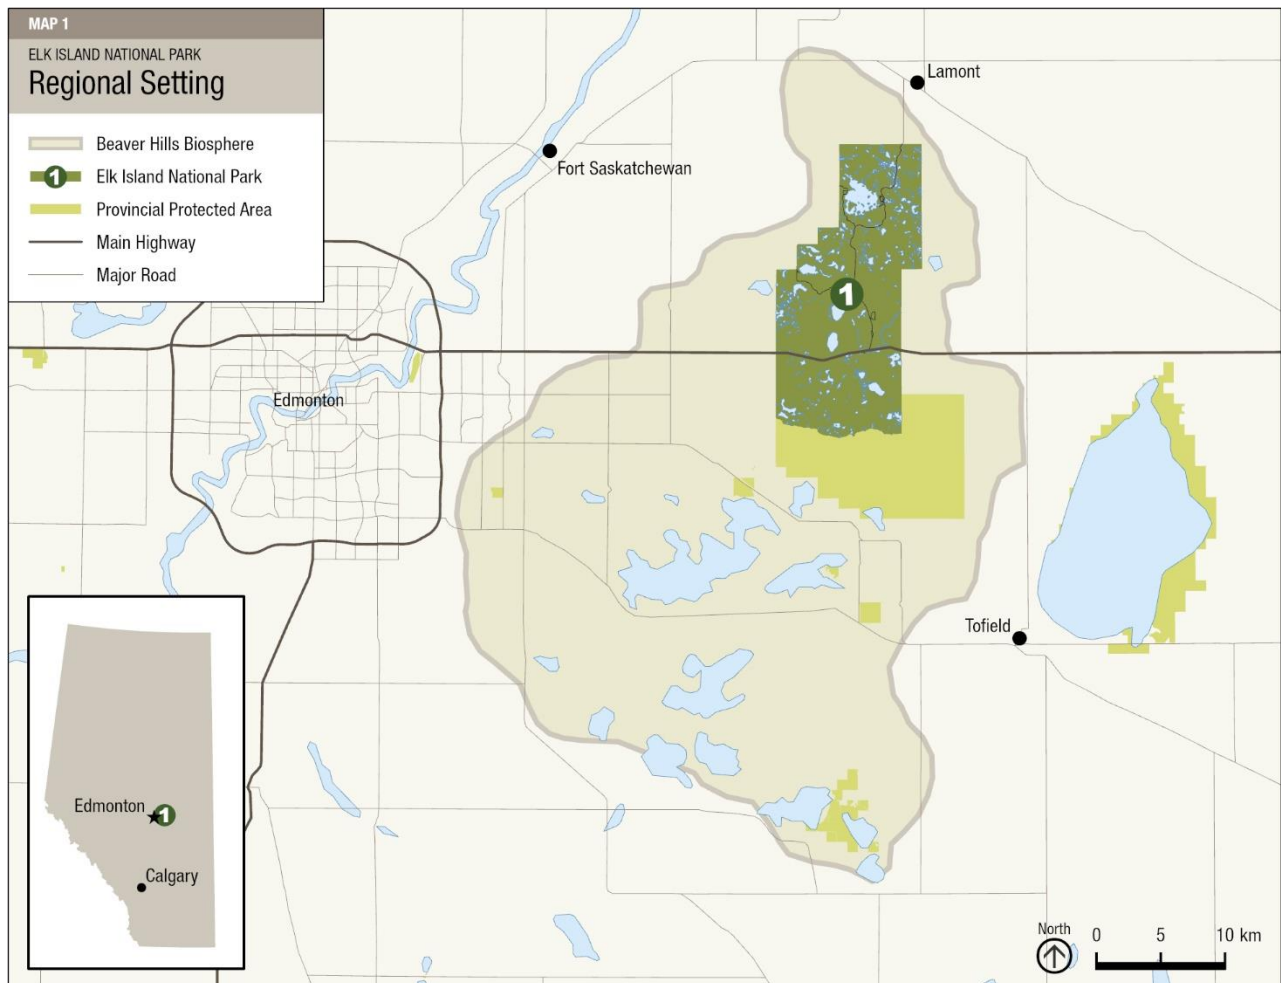 MAP 1
ELK ISLAND NATIONAL PARK
Regional Setting
Beaver Hills Biosphere
1
Elk Island National Park
Provincial Protected Area
Main Highway
Major Road
Lamont
Fort Saskatchewan
1
Edmonton
Tofield
Edmonton
1
Calgary
North
0 5 10 km